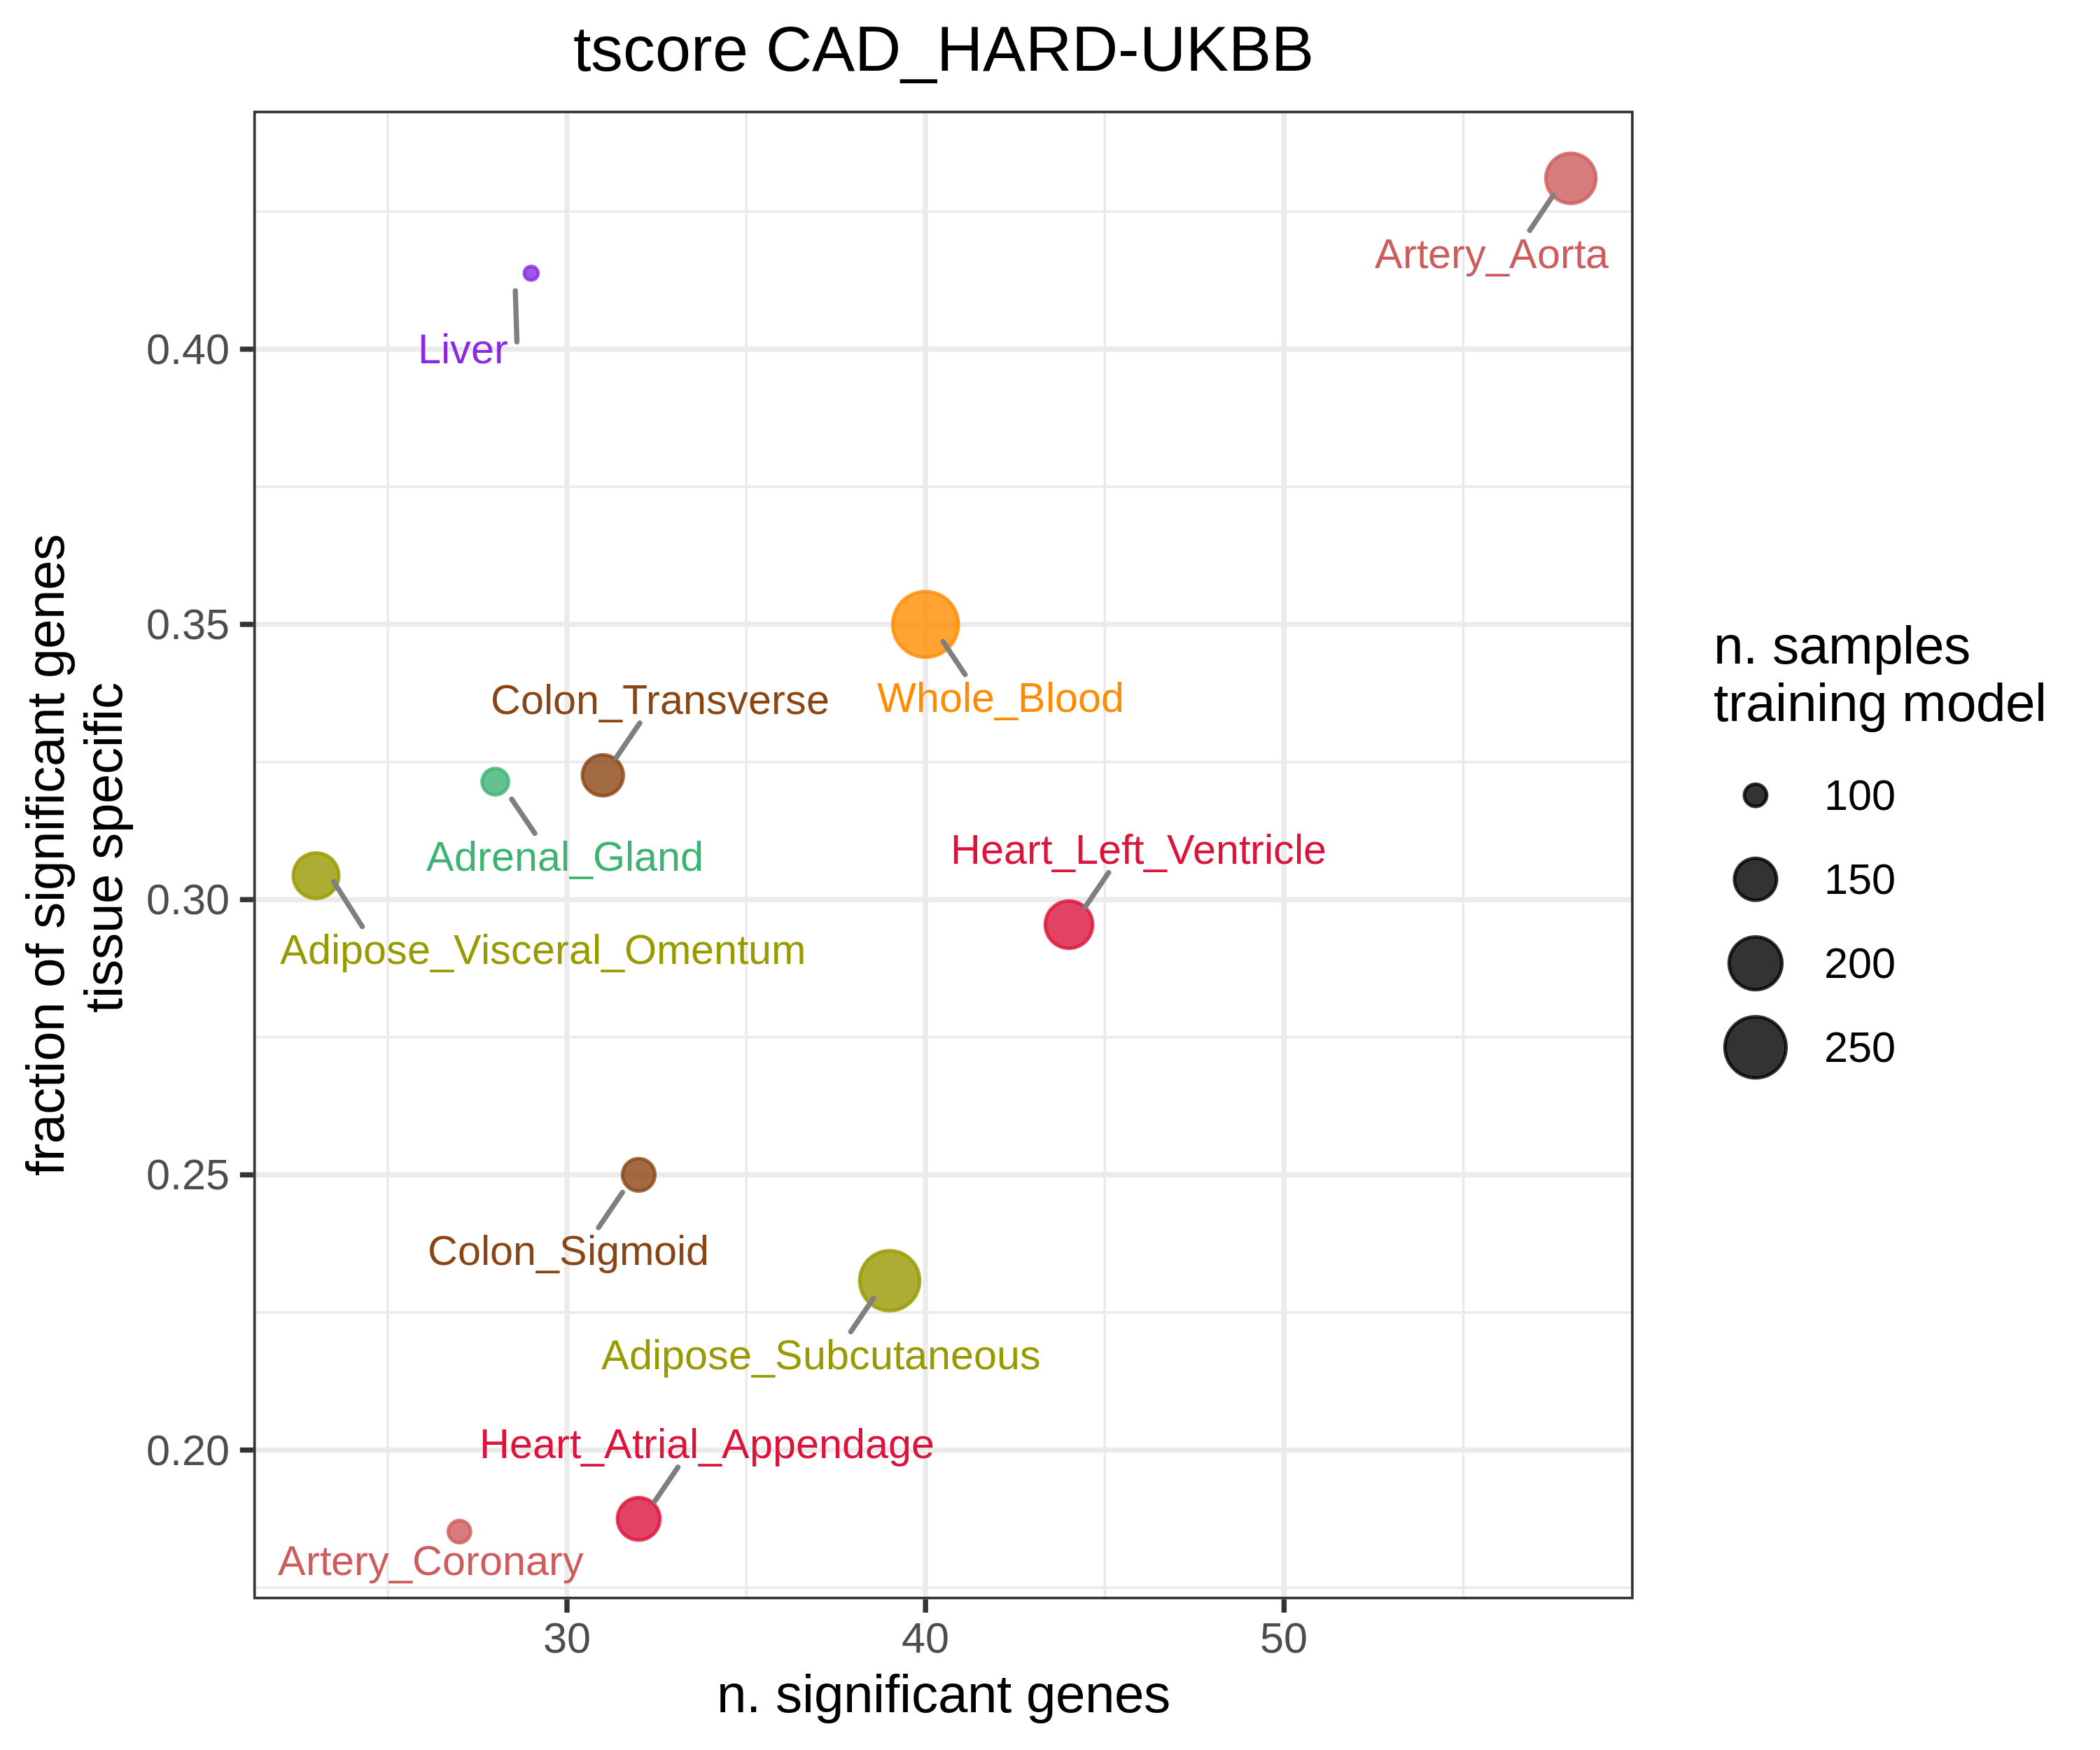 tscore CAD_HARD-UKBB
fraction of significant genes
tissue specific
0.40
0.35
0.30
0.25
0.20
Artery_Aorta
Liver
Whole_Blood
Colon_Transverse
Adrenal_Gland
Heart_Left_Ventricle
Adipose_Visceral_Omentum
Colon_Sigmoid
Adipose_Subcutaneous
Heart_Atrial_Appendage
Artery_Coronary
30
40
50
n. significant genes
n. samples
training model
100
150
200
250